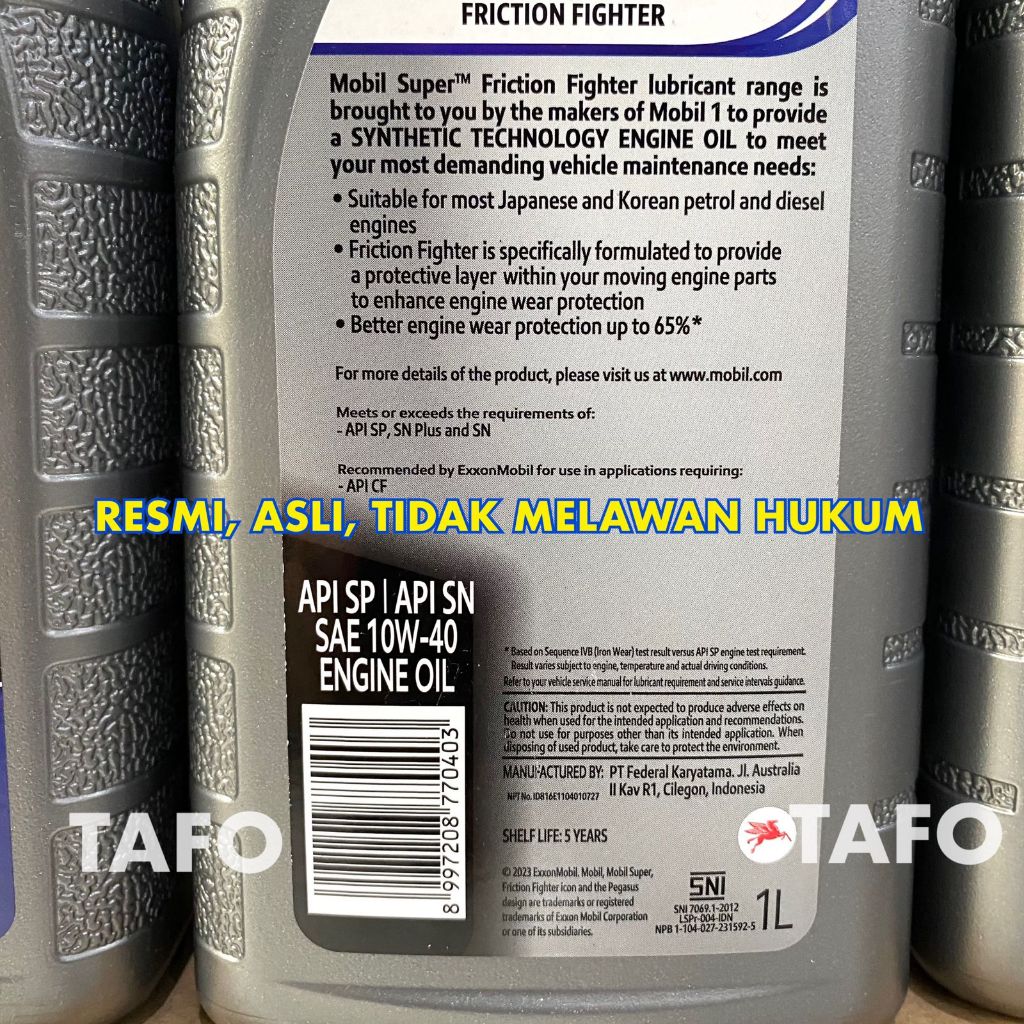 FRICTION FIGHTER
Mobil Super™ Friction Fighter lubricant range is
brought to you by the makers of Mobil 1 to provide
a SYNTHETIC TECHNOLOGY ENGINE OIL to meet
your most demanding vehicle maintenance needs:
• Suitable for most Japanese and Korean petrol and diesel
engines
• Friction Fighter is specifically formulated to provide
a protective layer within your moving engine parts
to enhance engine wear protection
• Better engine wear protection up to 65%*
For more details of the product, please visit us at www.mobil.com
Meets or exceeds the requirements of:
- API SP, SN Plus and SN
Recommended by ExxonMobil for use in applications requiring:
- API CF
RESMI, ASLI, TIDAK MELAWAN HUKUM
API SP | API SN
SAE 10W-40
ENGINE OIL
8 997208 770403
* Based on Sequence IVB (Iron Wear) test result versus API SP engine test requirement.
Result varies subject to engine, temperature and actual driving conditions.
Refer to your vehicle service manual for lubricant requirement and service intervals guidance.
CAUTION: This product is not expected to produce adverse effects on
health when used for the intended application and recommendations.
Do not use for purposes other than its intended application. When
disposing of used product, take care to protect the environment.
MANUFACTURED BY: PT Federal Karyatama. Jl. Australia
II Kav R1, Cilegon, Indonesia
NPT No. ID816E1104010727
SHELF LIFE: 5 YEARS
© 2023 ExxonMobil. Mobil, Mobil Super,
Friction Fighter icon and the Pegasus
design are trademarks or registered
trademarks of Exxon Mobil Corporation
or one of its subsidiaries.
SNI
SNI 7069.1-2012
LSPr-004-IDN
NPB 1-104-027-231592-5
1L
TAFO
TAFO